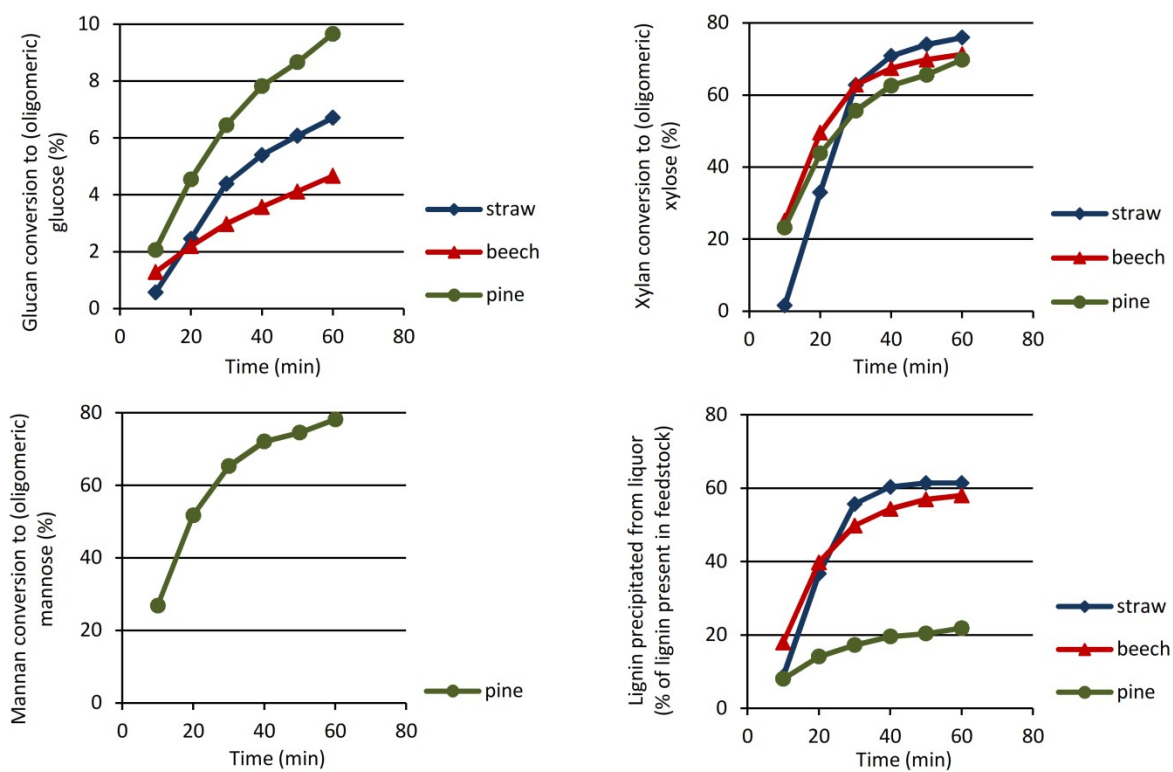 Glucan conversion to (oligomeric)
glucose (%)
10
8
6
4
2
0
0 20 40 60 80
Time (min)
straw
beech
pine
Xylan conversion to (oligomeric)
xylose (%)
80
60
40
20
0
0 20 40 60 80
Time (min)
straw
beech
pine
Mannan conversion to (oligomeric)
mannose (%)
80
60
40
20
0
0 20 40 60 80
Time (min)
pine
Lignin precipitated from liquor
(% of lignin present in feedstock)
80
60
40
20
0
0 20 40 60 80
Time (min)
straw
beech
pine